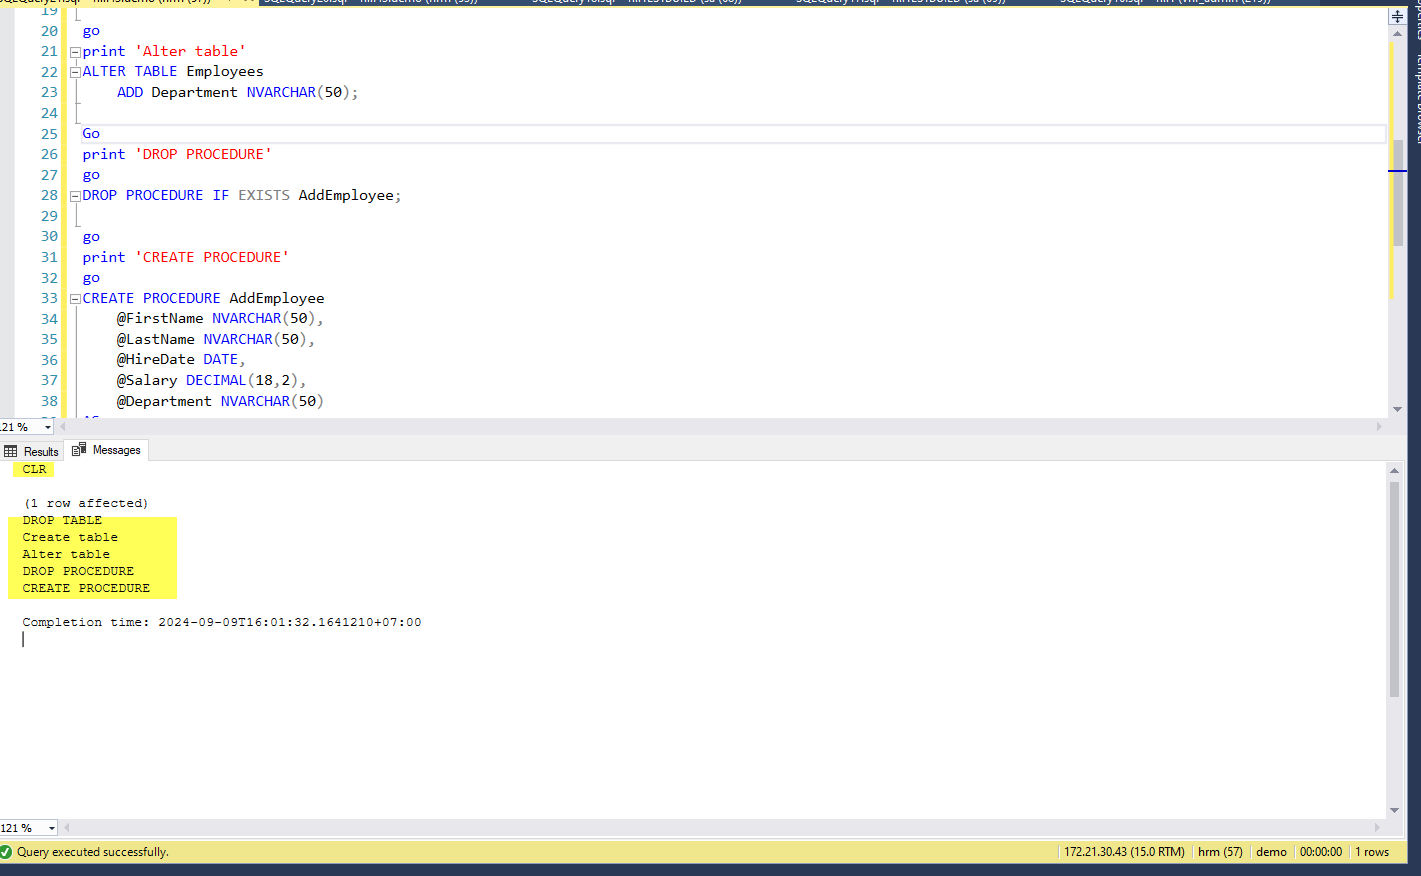 19
20 go
21 print 'Alter table'
22 ALTER TABLE Employees
23 ADD Department NVARCHAR(50);
24
25 Go
26 print 'DROP PROCEDURE'
27 go
28 DROP PROCEDURE IF EXISTS AddEmployee;
29
30 go
31 print 'CREATE PROCEDURE'
32 go
33 CREATE PROCEDURE AddEmployee
34 @FirstName NVARCHAR(50),
35 @LastName NVARCHAR(50),
36 @HireDate DATE,
37 @Salary DECIMAL(18,2),
38 @Department NVARCHAR(50)
121 %
Results Messages
CLR
(1 row affected)
DROP TABLE
Create table
Alter table
DROP PROCEDURE
CREATE PROCEDURE
Completion time: 2024-09-09T16:01:32.1641210+07:00
121 %
Query executed successfully. 172.21.30.43 (15.0 RTM) hrm (57) demo 00:00:00 1 rows